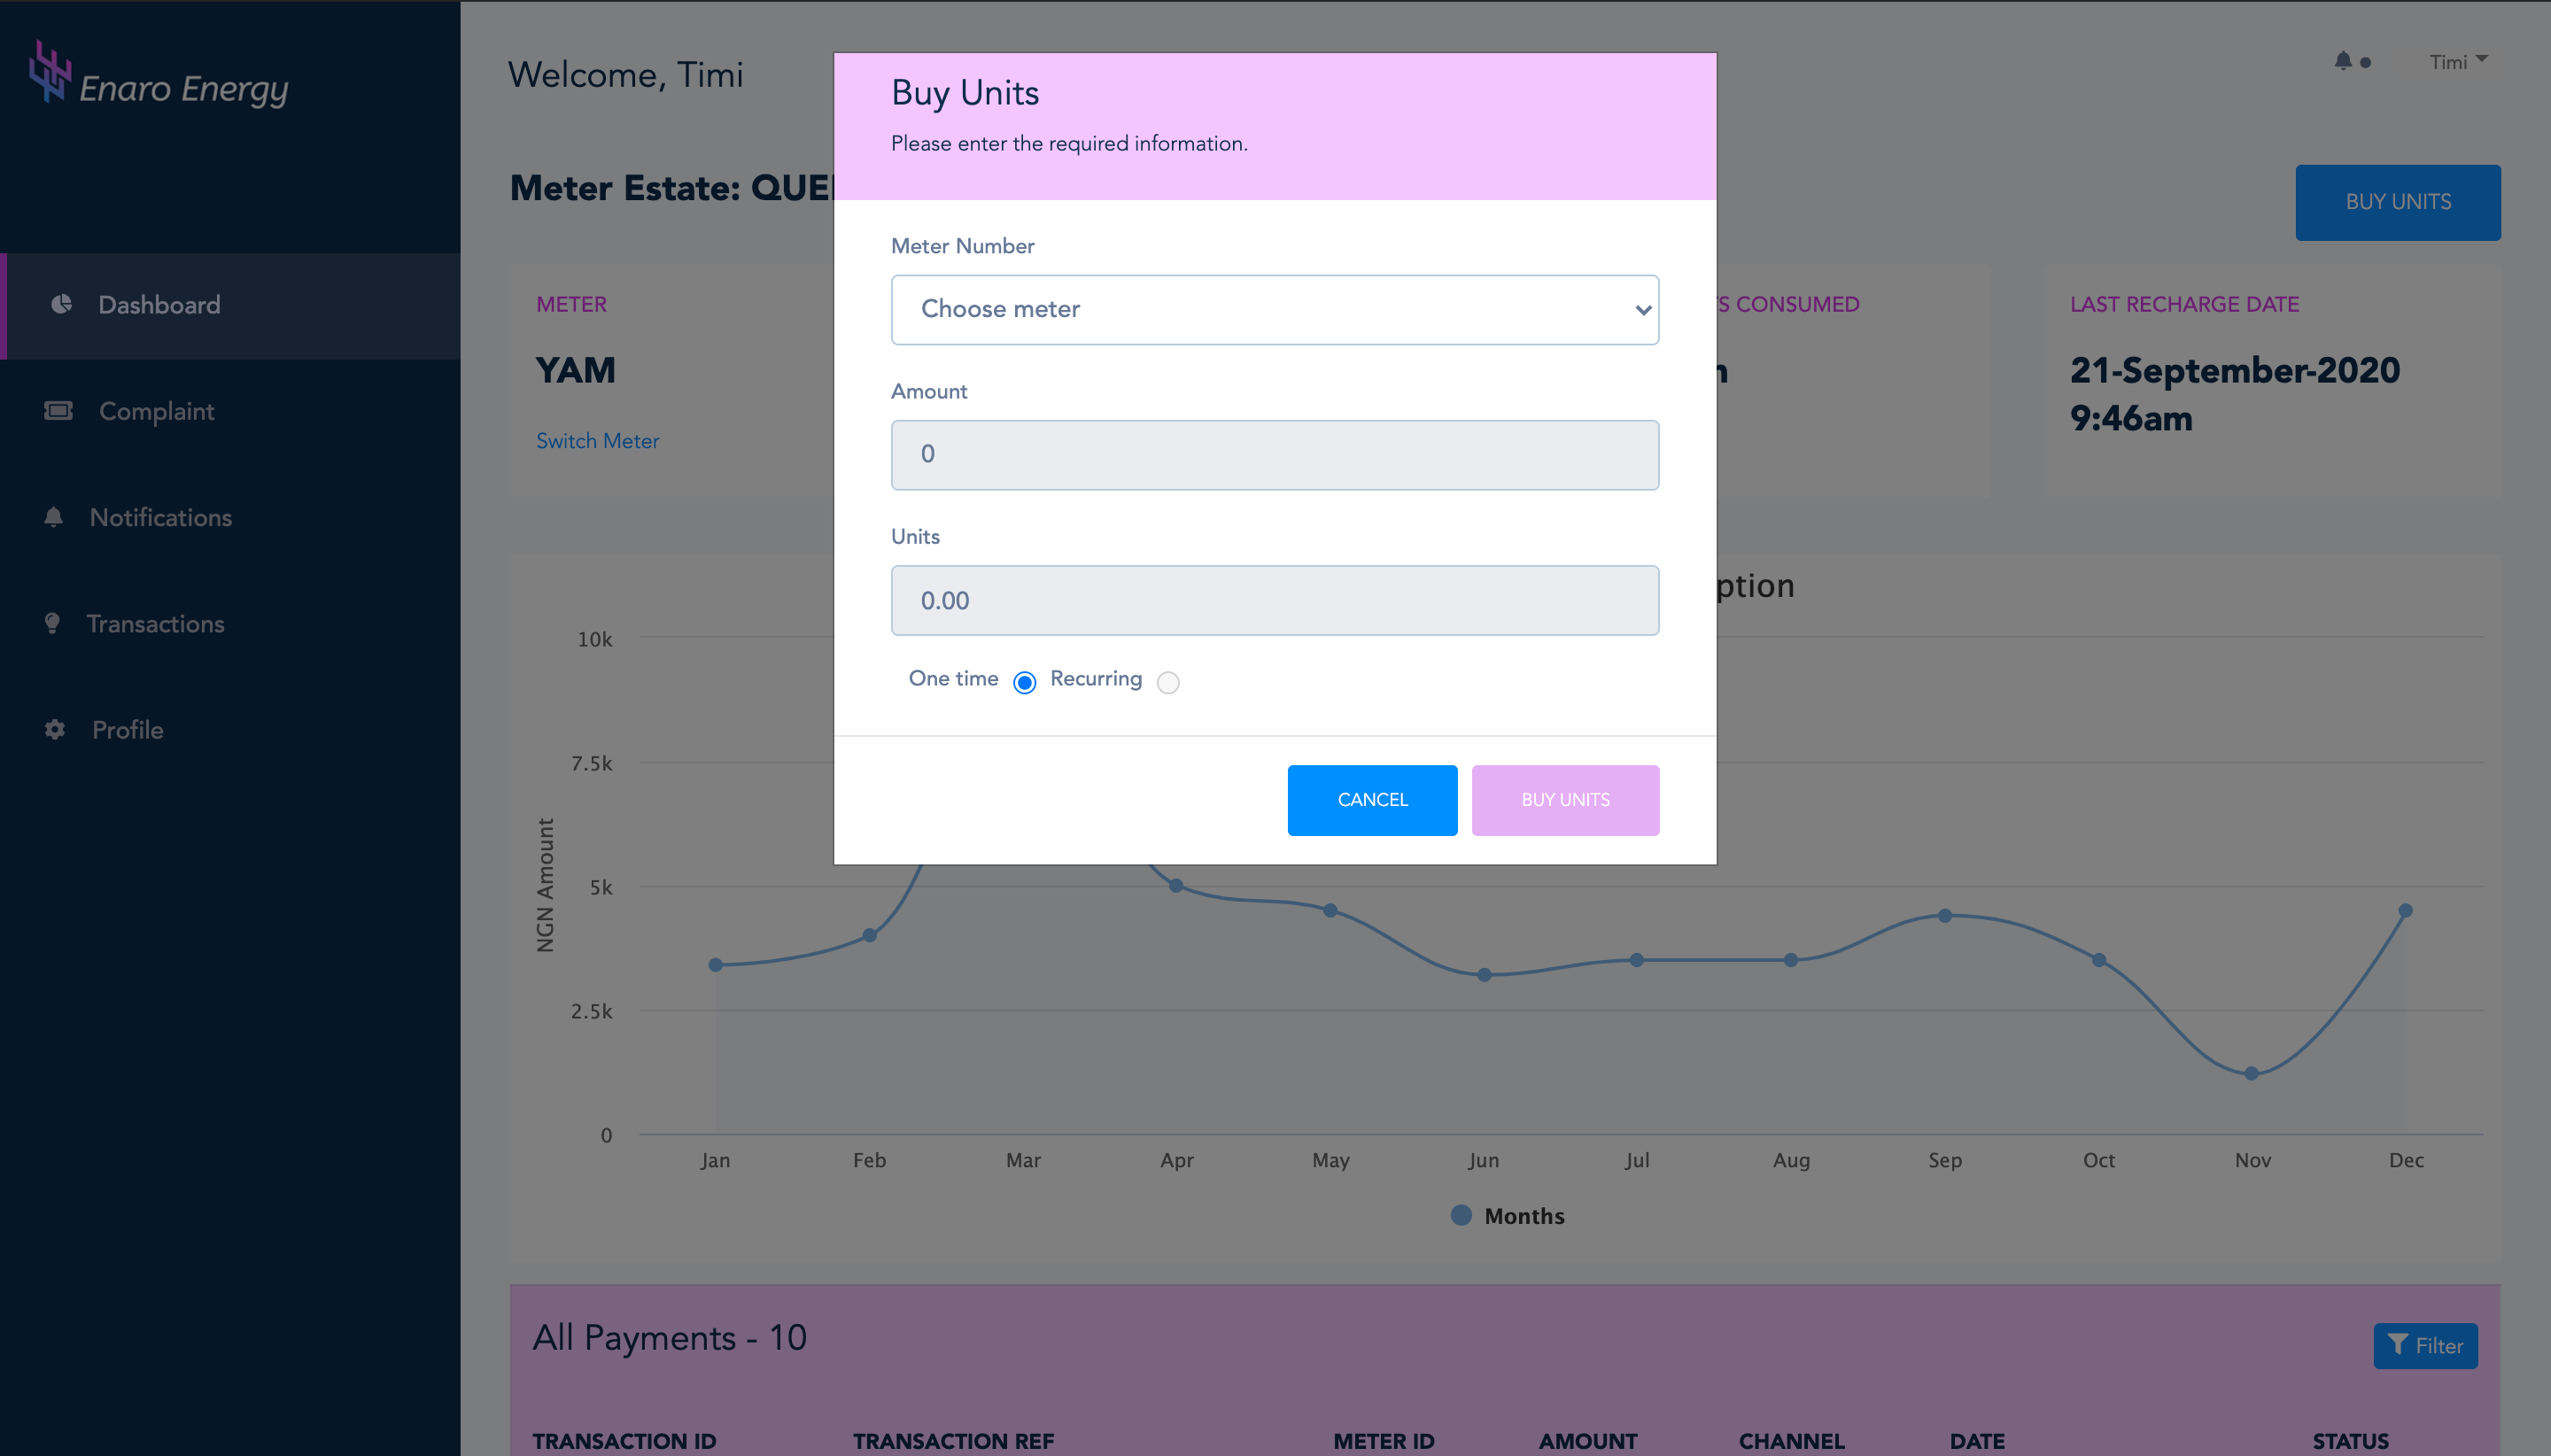 Enaro Energy
Dashboard
Complaint
Notifications
Transactions
Profile
Welcome, Timi
Timi
Meter Estate:
BUY UNITS
METER
YAM
Switch Meter
CONSUMED
LAST RECHARGE DATE
21-September-2020
9:46am
Buy Units
Please enter the required information.
Meter Number
Choose meter
Amount
0
Units
0.00
One time Recurring
CANCEL BUY UNITS
10k
7.5k
5k
2.5k
0
NGN Amount
Jan Feb Mar Apr May Jun Jul Aug Sep Oct Nov Dec
Months
All Payments - 10
Filter
TRANSACTION ID TRANSACTION REF METER ID AMOUNT CHANNEL DATE STATUS